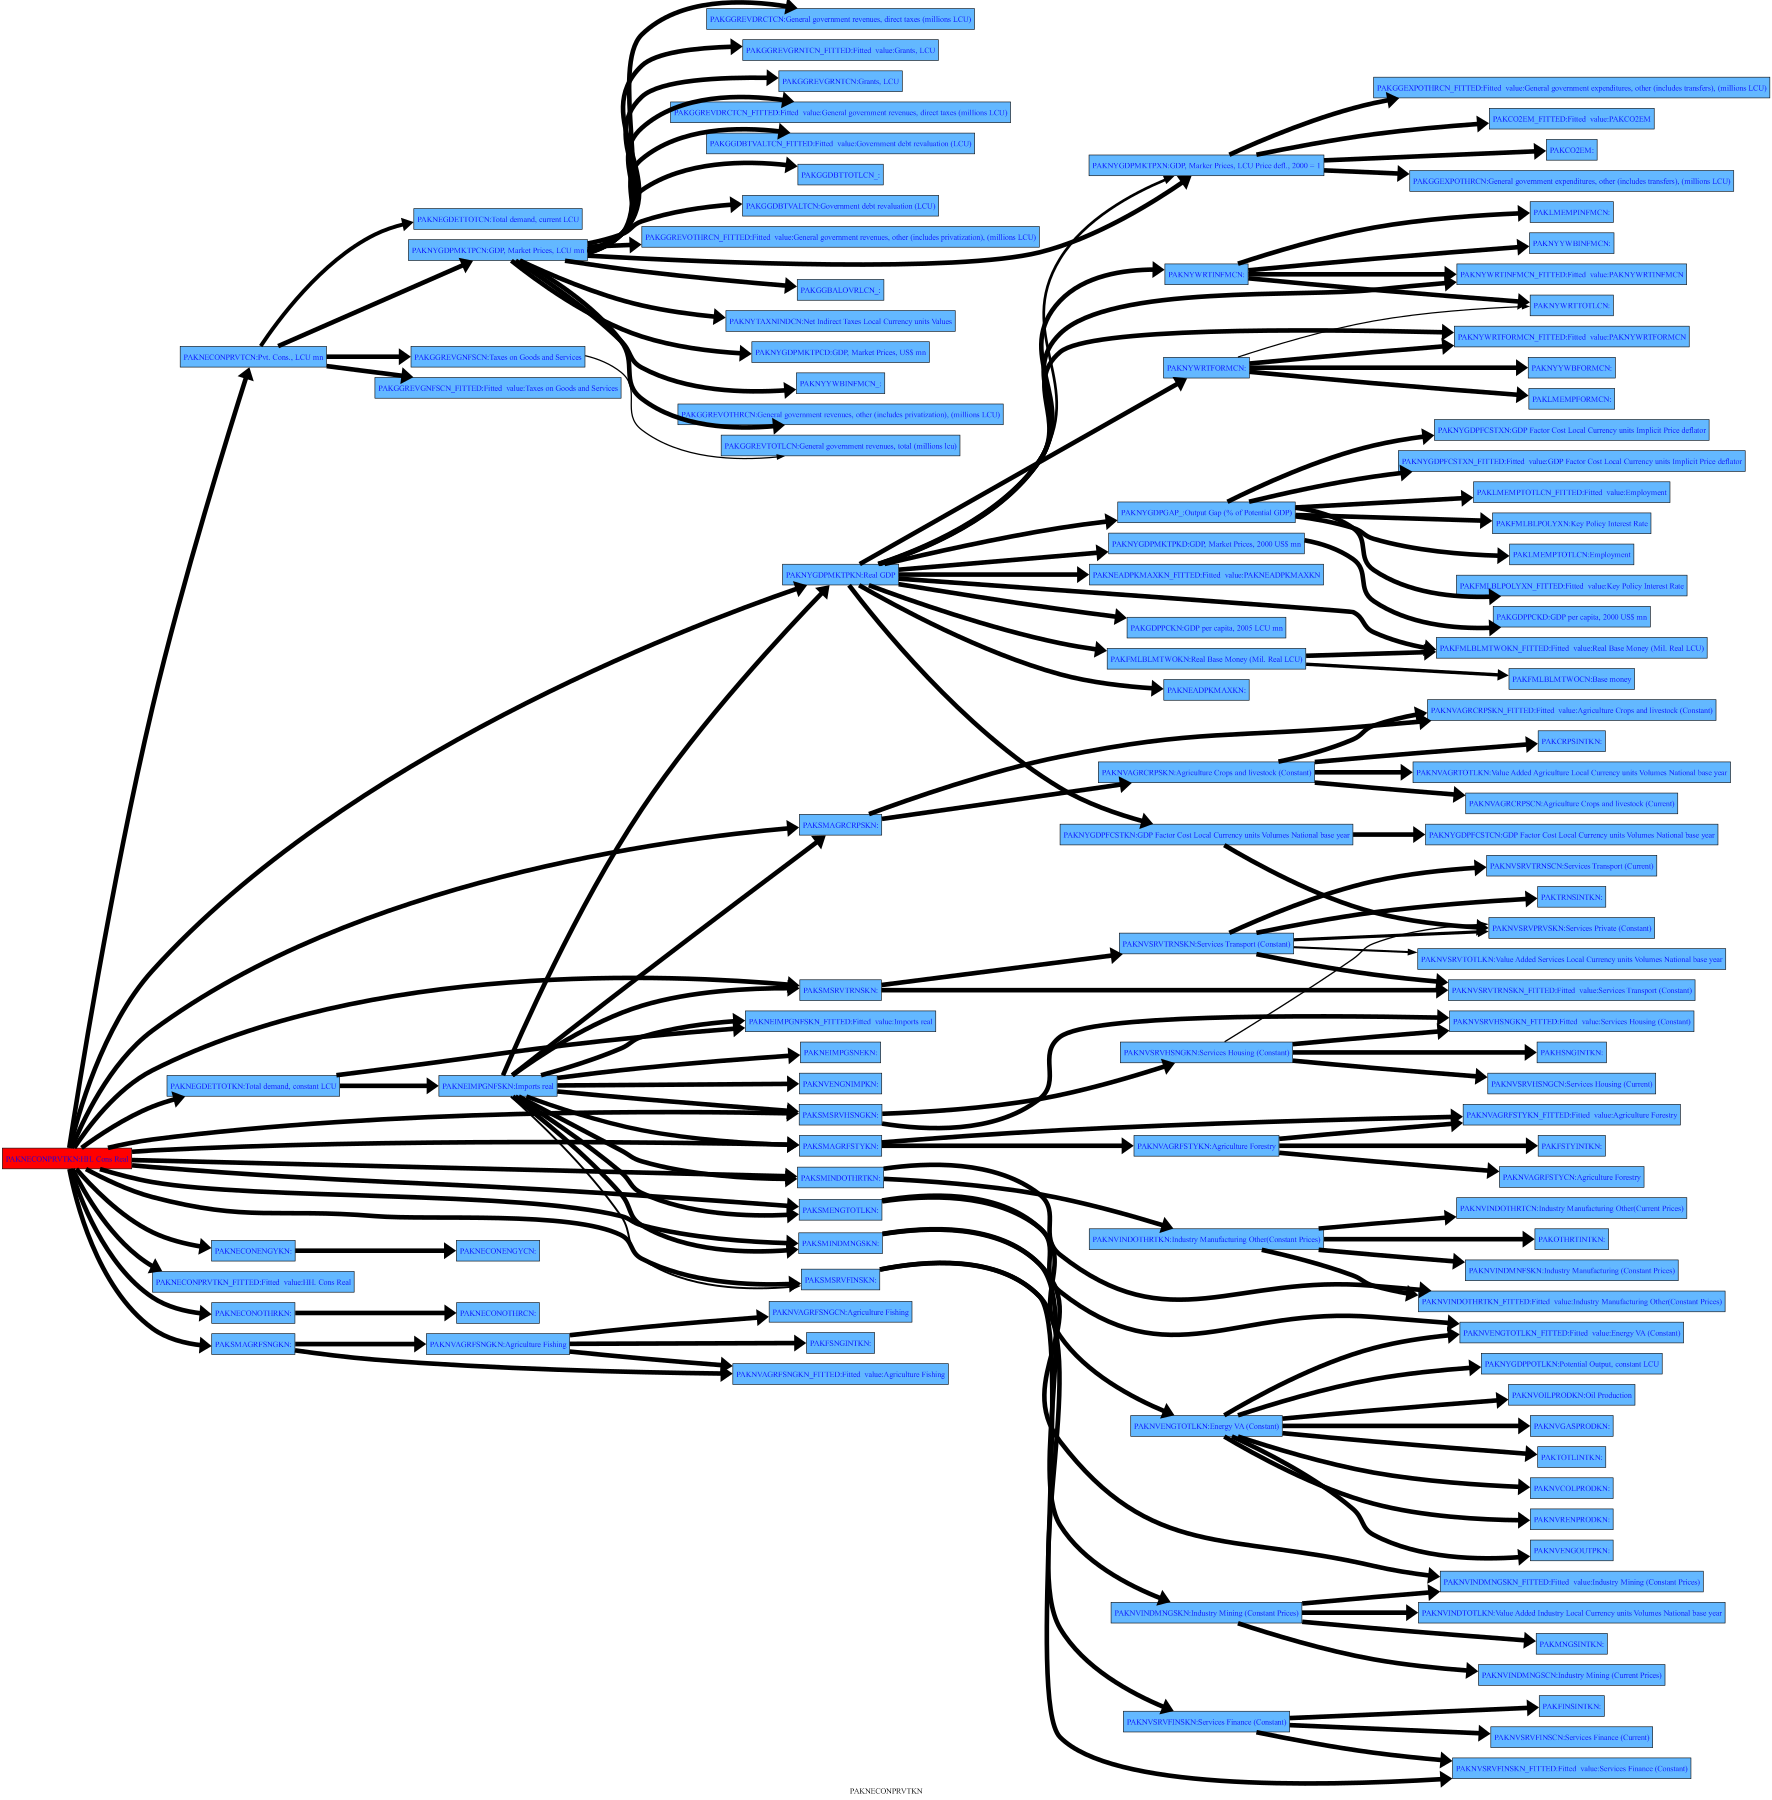 PAKGGREVDRCTCN:General government revenues, direct taxes (millions LCU)
PAKGGREVGRNTCN_FITTED:Fitted value:Grants, LCU
PAKGGREVGRNTCN:Grants, LCU
PAKGGREVDRCTCN_FITTED:Fitted value:General government revenues, direct taxes (millions LCU)
PAKGGDBTVALTCN_FITTED:Fitted value:Government debt revaluation (LCU)
PAKGGDBTTOTLCN_:
PAKGGDBTVALTCN:Government debt revaluation (LCU)
PAKNEGDETTOTCN:Total demand, current LCU
PAKNYGDPMKTPCN:GDP, Market Prices, LCU mn
PAKGGREVOTHRCN_FITTED:Fitted value:General government revenues, other (includes privatization), (millions LCU)
PAKGGBALOVRLCN_:
PAKNYTAXNINDCN:Net Indirect Taxes Local Currency units Values
PAKNYGDPMKTPCD:GDP, Market Prices, US$ mn
PAKNECONPRVTCN:Pvt. Cons., LCU mn
PAKGGREVGNFSCN:Taxes on Goods and Services
PAKGGREVGNFSCN_FITTED:Fitted value:Taxes on Goods and Services
PAKNYYWBINFMCN_:
PAKGGREVOTHRCN:General government revenues, other (includes privatization), (millions LCU)
PAKGGREVTOTLCN:General government revenues, total (millions lcu)
PAKGGEXPOTHRCN_FITTED:Fitted value:General government expenditures, other (includes transfers), (millions LCU)
PAKCO2EM_FITTED:Fitted value:PAKCO2EM
PAKCO2EM:
PAKNYGDPMKTPXN:GDP, Marker Prices, LCU Price defl., 2000 = 1
PAKGGEXPOTHRCN:General government expenditures, other (includes transfers), (millions LCU)
PAKLMEMPINFMCN:
PAKNYYWBINFMCN:
PAKNYWRTINFMCN:
PAKNYWRTINFMCN_FITTED:Fitted value:PAKNYWRTINFMCN
PAKNYWRTTOTLCN:
PAKNYWRTFORMCN_FITTED:Fitted value:PAKNYWRTFORMCN
PAKNYWRTFORMCN:
PAKNYYWBFORMCN:
PAKLMEMPFORMCN:
PAKNYGDPFCSTXN:GDP Factor Cost Local Currency units Implicit Price deflator
PAKNYGDPFCSTXN_FITTED:Fitted value:GDP Factor Cost Local Currency units Implicit Price deflator
PAKLMEMPTOTLCN_FITTED:Fitted value:Employment
PAKNYGDPGAP_:Output Gap (% of Potential GDP)
PAKFMLBLPOLYXN:Key Policy Interest Rate
PAKNYGDPMKTPKD:GDP, Market Prices, 2000 US$ mn
PAKLMEMPTOTLCN:Employment
PAKNYGDPMKTPKN:Real GDP
PAKNEADPKMAXKN_FITTED:Fitted value:PAKNEADPKMAXKN
PAKFMLBLPOLYXN_FITTED:Fitted value:Key Policy Interest Rate
PAKGDPPCKD:GDP per capita, 2000 US$ mn
PAKGDPPCKN:GDP per capita, 2005 LCU mn
PAKFMLBLMTWOKN_FITTED:Fitted value:Real Base Money (Mil. Real LCU)
PAKFMLBLMTWOKN:Real Base Money (Mil. Real LCU)
PAKFMLBLMTWOCN:Base money
PAKNEADPKMAXKN:
PAKNVAGRCRPSKN_FITTED:Fitted value:Agriculture Crops and livestock (Constant)
PAKCRPSINTKN:
PAKNVAGRCRPSKN:Agriculture Crops and livestock (Constant)
PAKNVAGRTOTLKN:Value Added Agriculture Local Currency units Volumes National base year
PAKNVAGRCRPSCN:Agriculture Crops and livestock (Current)
PAKSMAGRCRPSKN:
PAKNYGDPFCSTKN:GDP Factor Cost Local Currency units Volumes National base year
PAKNYGDPFCSTCN:GDP Factor Cost Local Currency units Volumes National base year
PAKNVSRVTRNSCN:Services Transport (Current)
PAKTRNSINTKN:
PAKNVSRVPRVSKN:Services Private (Constant)
PAKNVSRVTRNSKN:Services Transport (Constant)
PAKNVSRVTOTLKN:Value Added Services Local Currency units Volumes National base year
PAKSMSRVTRNSKN:
PAKNVSRVTRNSKN_FITTED:Fitted value:Services Transport (Constant)
PAKNEIMPGNFSKN_FITTED:Fitted value:Imports real
PAKNVSRVHSNGKN_FITTED:Fitted value:Services Housing (Constant)
PAKNEIMPGSNEKN:
PAKNVSRVHSNGKN:Services Housing (Constant)
PAKHSNGINTKN:
PAKNEGDETTOTKN:Total demand, constant LCU
PAKNEIMPGNFSKN:Imports real
PAKNVENGNIMPKN:
PAKNVSRVHSNGCN:Services Housing (Current)
PAKSMSRVHSNGKN:
PAKNVAGRFSTYKN_FITTED:Fitted value:Agriculture Forestry
PAKSMAGRFSTYKN:
PAKNVAGRFSTYKN:Agriculture Forestry
PAKFSTYINTKN:
PAKNECONPRVTKN:HH. Cons Real
PAKSMINDOTHRTKN:
PAKNVAGRFSTYCN:Agriculture Forestry
PAKSMENGTOTLKN:
PAKNVINDOTHRTCN:Industry Manufacturing Other(Current Prices)
PAKSMINDMNGSKN:
PAKNVINDOTHRTKN:Industry Manufacturing Other(Constant Prices)
PAKOTHRTINTKN:
PAKNECONENGYKN:
PAKNECONENGYCN:
PAKNVINDMNFSKN:Industry Manufacturing (Constant Prices)
PAKNECONPRVTKN_FITTED:Fitted value:HH. Cons Real
PAKSMSRVFINSKN:
PAKNVINDOTHRTKN_FITTED:Fitted value:Industry Manufacturing Other(Constant Prices)
PAKNECONOTHRKN:
PAKNECONOTHRCN:
PAKNVAGRFSNGCN:Agriculture Fishing
PAKNVENGTOTLKN_FITTED:Fitted value:Energy VA (Constant)
PAKSMAGRFSNGKN:
PAKNVAGRFSNGKN:Agriculture Fishing
PAKFSNGINTKN:
PAKNYGDPPOTLKN:Potential Output, constant LCU
PAKNVAGRFSNGKN_FITTED:Fitted value:Agriculture Fishing
PAKNVOILPRODKN:Oil Production
PAKNVENGTOTLKN:Energy VA (Constant)
PAKNVGASPRODKN:
PAKTOTLINTKN:
PAKNVCOLPRODKN:
PAKNVRENPRODKN:
PAKNVENGOUTPKN:
PAKNVINDMNGSKN_FITTED:Fitted value:Industry Mining (Constant Prices)
PAKNVINDMNGSKN:Industry Mining (Constant Prices)
PAKNVINDTOTLKN:Value Added Industry Local Currency units Volumes National base year
PAKMNGSINTKN:
PAKNVINDMNGSCN:Industry Mining (Current Prices)
PAKFINSINTKN:
PAKNVSRVFINSKN:Services Finance (Constant)
PAKNVSRVFINSCN:Services Finance (Current)
PAKNVSRVFINSKN_FITTED:Fitted value:Services Finance (Constant)
PAKNECONPRVTKN